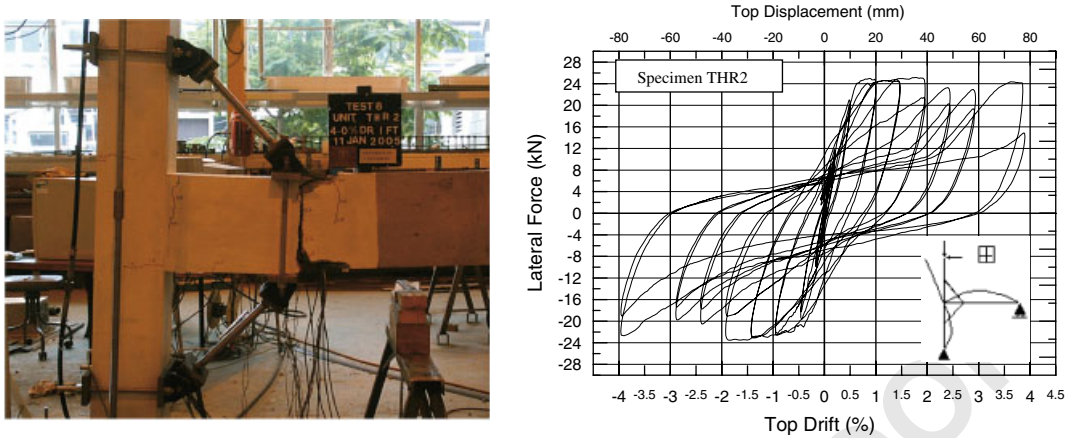 TEST 6
UNIT THR 2
4.0% DRIFT
11 JAN 2005
Top Displacement (mm)
-80 -60 -40 -20 0 20 40 60 80
Specimen THR2
28
24
20
16
12
8
4
0
-4
-8
-12
-16
-20
-24
-28
Lateral Force (kN)
-4 -3.5 -3 -2.5 -2 -1.5 -1 -0.5 0 0.5 1 1.5 2 2.5 3 3.5 4 4.5
Top Drift (%)